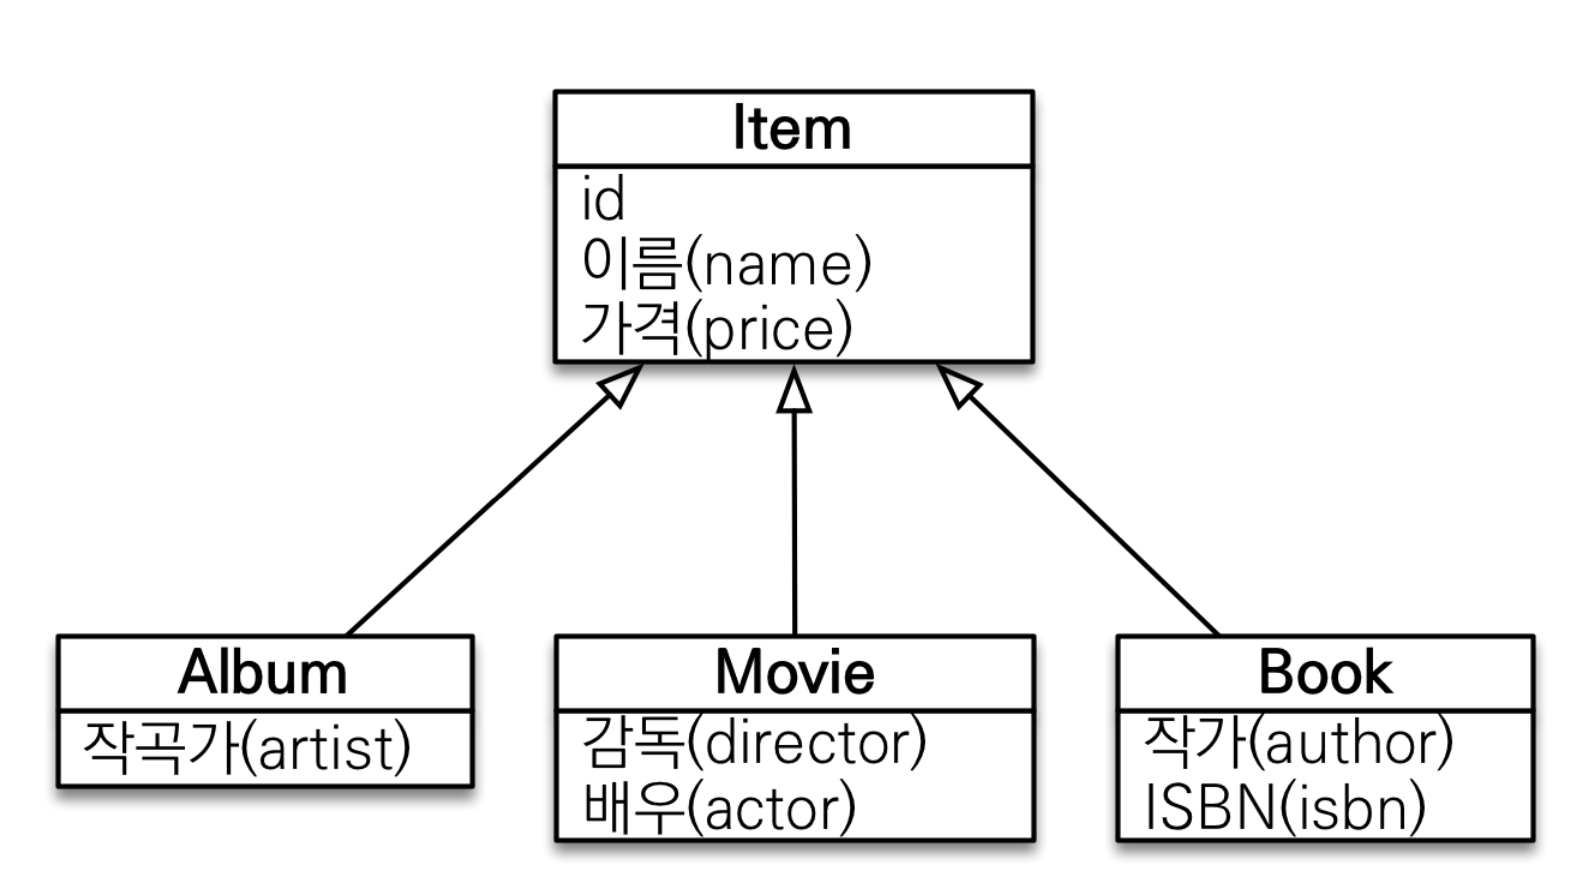 Item
id
이름(name)
가격(price)
Album
작곡가(artist)
Movie
감독(director)
배우(actor)
Book
작가(author)
ISBN(isbn)